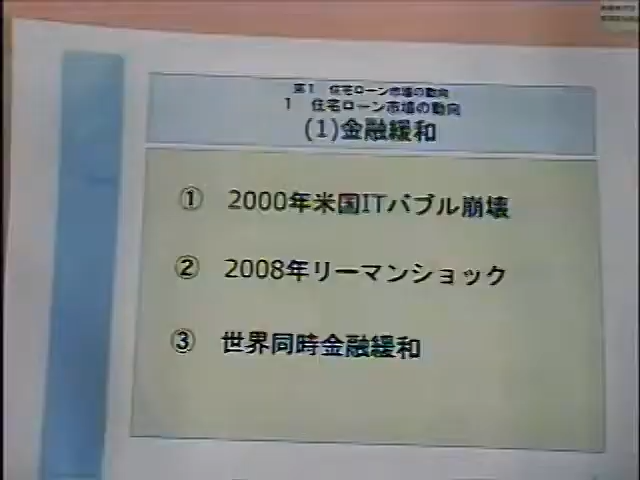 第1 住宅ローン市場の動向
1 住宅ローン市場の動向
(1)金融緩和
① 2000年米国ITバブル崩壊
② 2008年リーマンショック
③ 世界同時金融緩和